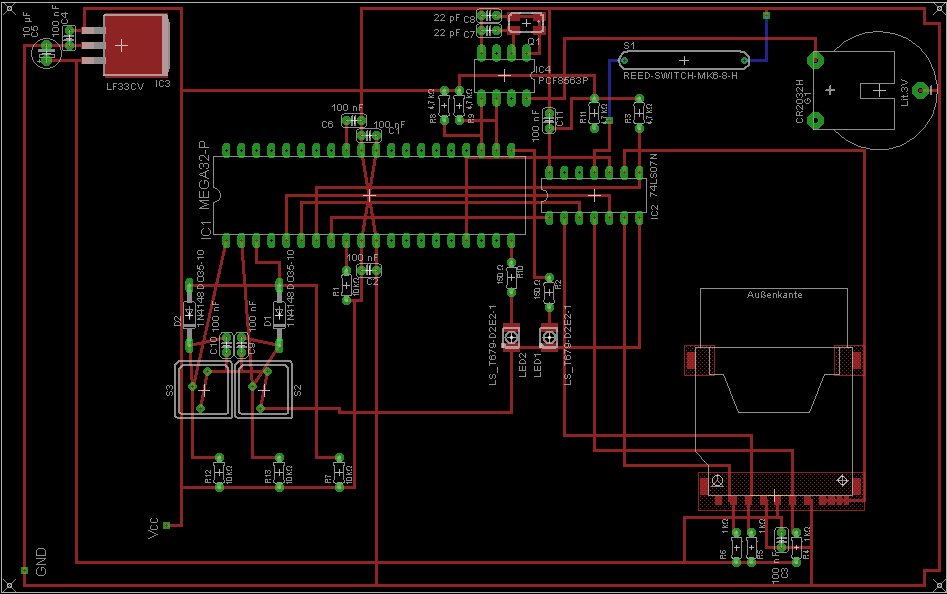 10 µF
C5
100 nF
C4
LF33CV
IC3
22 pF C8
22 pF C7
Q1
IC4
PCF8563P
S1
REED-SWITCH-MK6-8-H
CR2032H
G1
Lit 3V
R8
4,7 kΩ
R9
4,7 kΩ
100 nF
C11
R11
4,7 kΩ
R3
4,7 kΩ
100 nF
C6
100 nF
C1
IC1 MEGA32-P
IC2 74LS07N
100 nF
C2
R1
10 kΩ
D2
1N4148 DO35-10
D1
1N4148 DO35-10
C10 100 nF
C9 100 nF
150 Ω
R10
150 Ω
R2
LS_T679-D2E2-1
LED2
LED1
LS_T679-D2E2-1
Außenkante
S3
S2
R12
10 kΩ
R13
10 kΩ
R7
10 kΩ
Vcc
GND
R6
1 kΩ
R5
1 kΩ
100 nF
C3
R4
1 kΩ